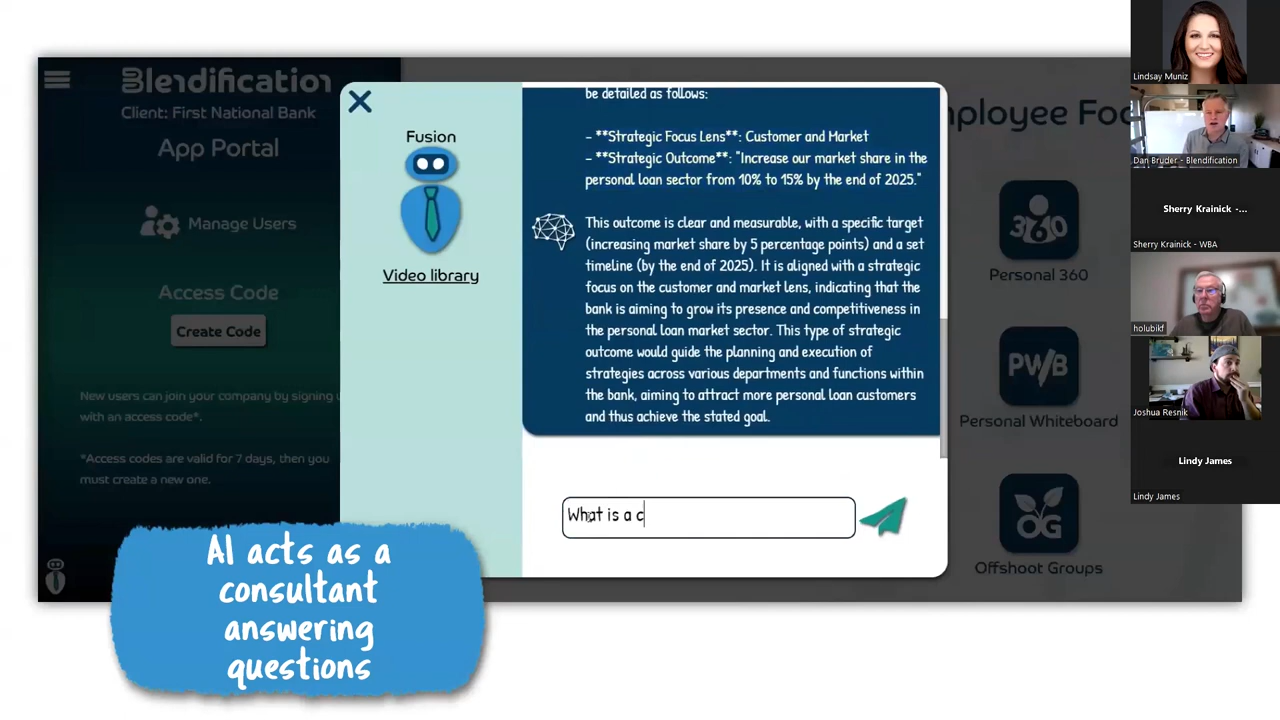 Blendification
Client: First National Bank
App Portal
Manage Users
Access Code
Create Code
New users can join your company by signing u
with an access code*.
*Access codes are valid for 7 days, then you
must create a new one.
Fusion
Video library
be detailed as follows:
- **Strategic Focus Lens**: Customer and Market
- **Strategic Outcome**: "Increase our market share in the
personal loan sector from 10% to 15% by the end of 2025."
This outcome is clear and measurable, with a specific target
(increasing market share by 5 percentage points) and a set
timeline (by the end of 2025). It is aligned with a strategic
focus on the customer and market lens, indicating that the
bank is aiming to grow its presence and competitiveness in
the personal loan market sector. This type of strategic
outcome would guide the planning and execution of
strategies across various departments and functions within
the bank, aiming to attract more personal loan customers
and thus achieve the stated goal.
What is a c
mployee Foc
360
Personal 360
PW/B
Personal Whiteboard
OG
Offshoot Groups
AI acts as a
consultant
answering
questions
Lindsay Muniz
Dan Bruder - Blendification
Sherry Krainick -...
Sherry Krainick - WBA
holubikf
Joshua Resnik
Lindy James
Lindy James